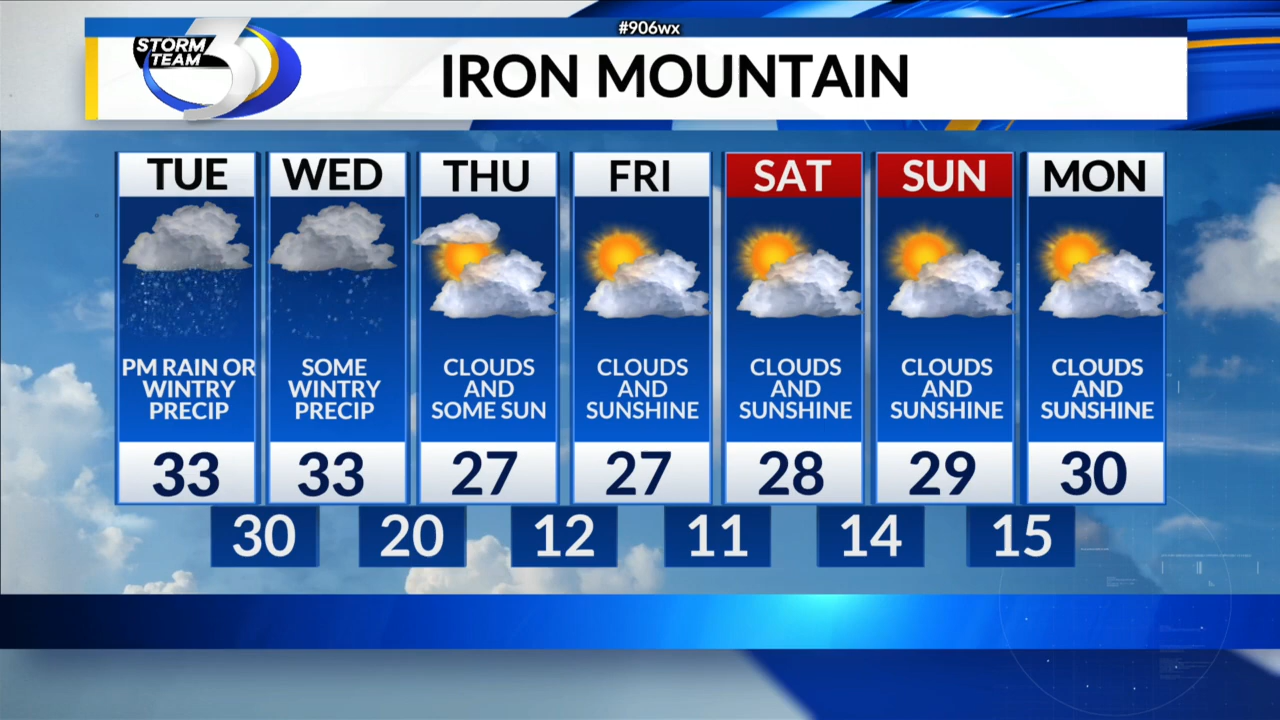 #906wx
STORM
TEAM
3
IRON MOUNTAIN
TUE
WED
THU
FRI
SAT
SUN
MON
PM RAIN OR
WINTRY
PRECIP
SOME
WINTRY
PRECIP
CLOUDS
AND
SOME SUN
CLOUDS
AND
SUNSHINE
CLOUDS
AND
SUNSHINE
CLOUDS
AND
SUNSHINE
CLOUDS
AND
SUNSHINE
33
33
27
27
28
29
30
30
20
12
11
14
15